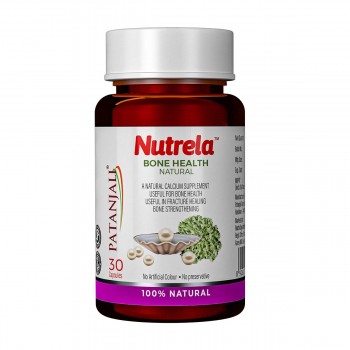 Nutrela™
BONE HEALTH
NATURAL
A NATURAL CALCIUM SUPPLEMENT
USEFUL FOR BONE HEALTH
USEFUL IN FRACTURE HEALING
BONE STRENGTHENING
PATANJALI
30
Capsules
No Artificial Colour • No preservative
100% NATURAL